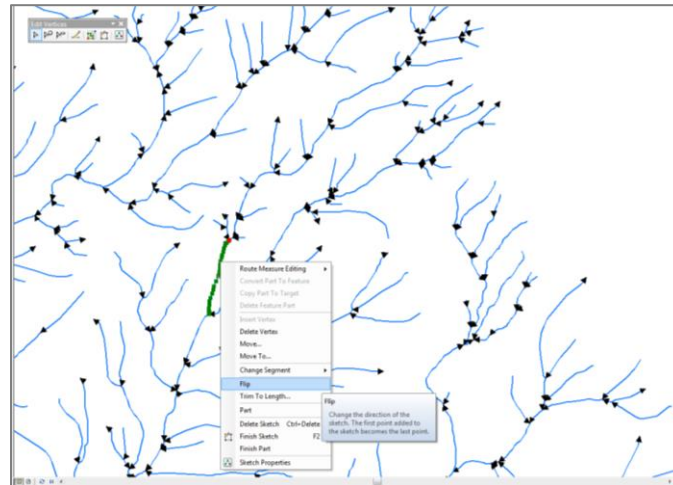 Edit Vertices
Route Measure Editing
Convert Part To Feature
Copy Part To Target
Delete Feature Part
Insert Vertex
Delete Vertex
Move...
Move To...
Change Segment
Flip
Trim To Length...
Part
Delete Sketch Ctrl+Delete
Finish Sketch F2
Finish Part
Sketch Properties
Flip
Change the direction of the
sketch. The first point added to
the sketch becomes the last point.